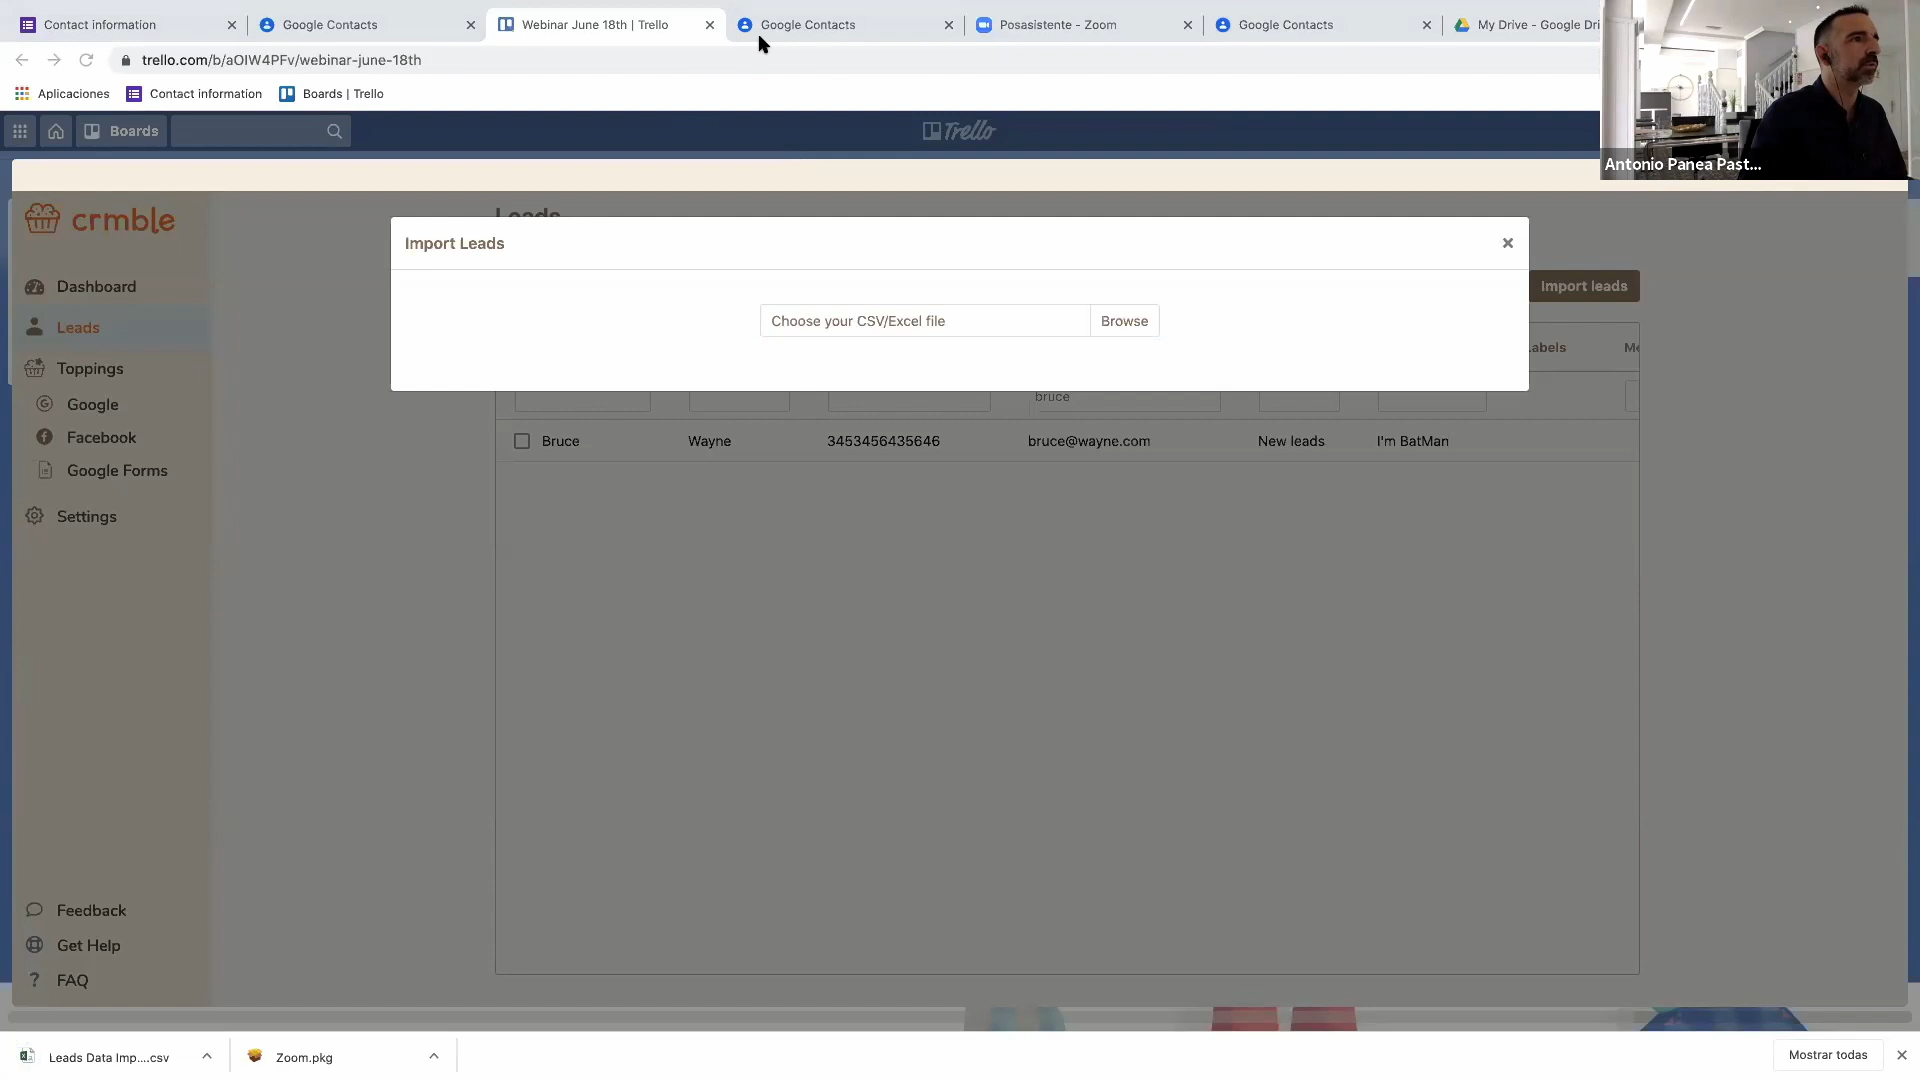 Contact information
Google Contacts
Webinar June 18th | Trello
Google Contacts
Posasistente - Zoom
Google Contacts
My Drive - Google Dri
trello.com/b/aOIW4PFv/webinar-june-18th
Aplicaciones
Contact information
Boards | Trello
Boards
Trello
Antonio Panea Past...
crmble
Leads
Import Leads
Dashboard
Import leads
Choose your CSV/Excel file
Browse
Leads
abels
Me
Toppings
bruce
Google
Facebook
Bruce
Wayne
3453456435646
bruce@wayne.com
New leads
I'm BatMan
Google Forms
Settings
Feedback
Get Help
? FAQ
Leads Data Imp....csv
Zoom.pkg
Mostrar todas